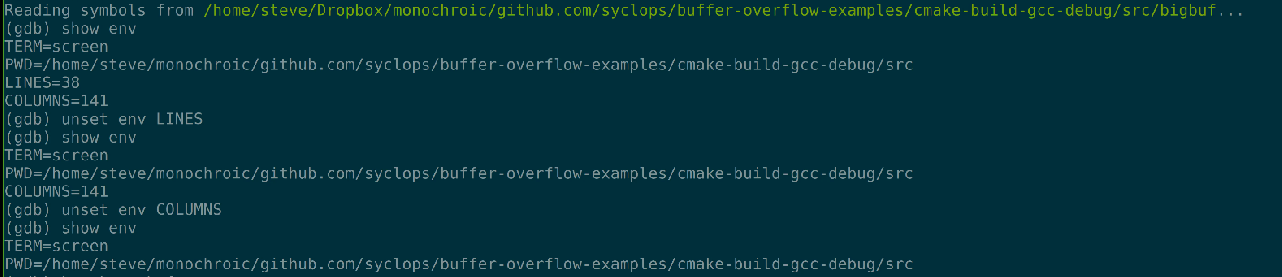 Reading symbols from /home/steve/Dropbox/monochroic/github.com/syclops/buffer-overflow-examples/cmake-build-gcc-debug/src/bigbuf...
(gdb) show env
TERM=screen
PWD=/home/steve/monochroic/github.com/syclops/buffer-overflow-examples/cmake-build-gcc-debug/src
LINES=38
COLUMNS=141
(gdb) unset env LINES
(gdb) show env
TERM=screen
PWD=/home/steve/monochroic/github.com/syclops/buffer-overflow-examples/cmake-build-gcc-debug/src
COLUMNS=141
(gdb) unset env COLUMNS
(gdb) show env
TERM=screen
PWD=/home/steve/monochroic/github.com/syclops/buffer-overflow-examples/cmake-build-gcc-debug/src